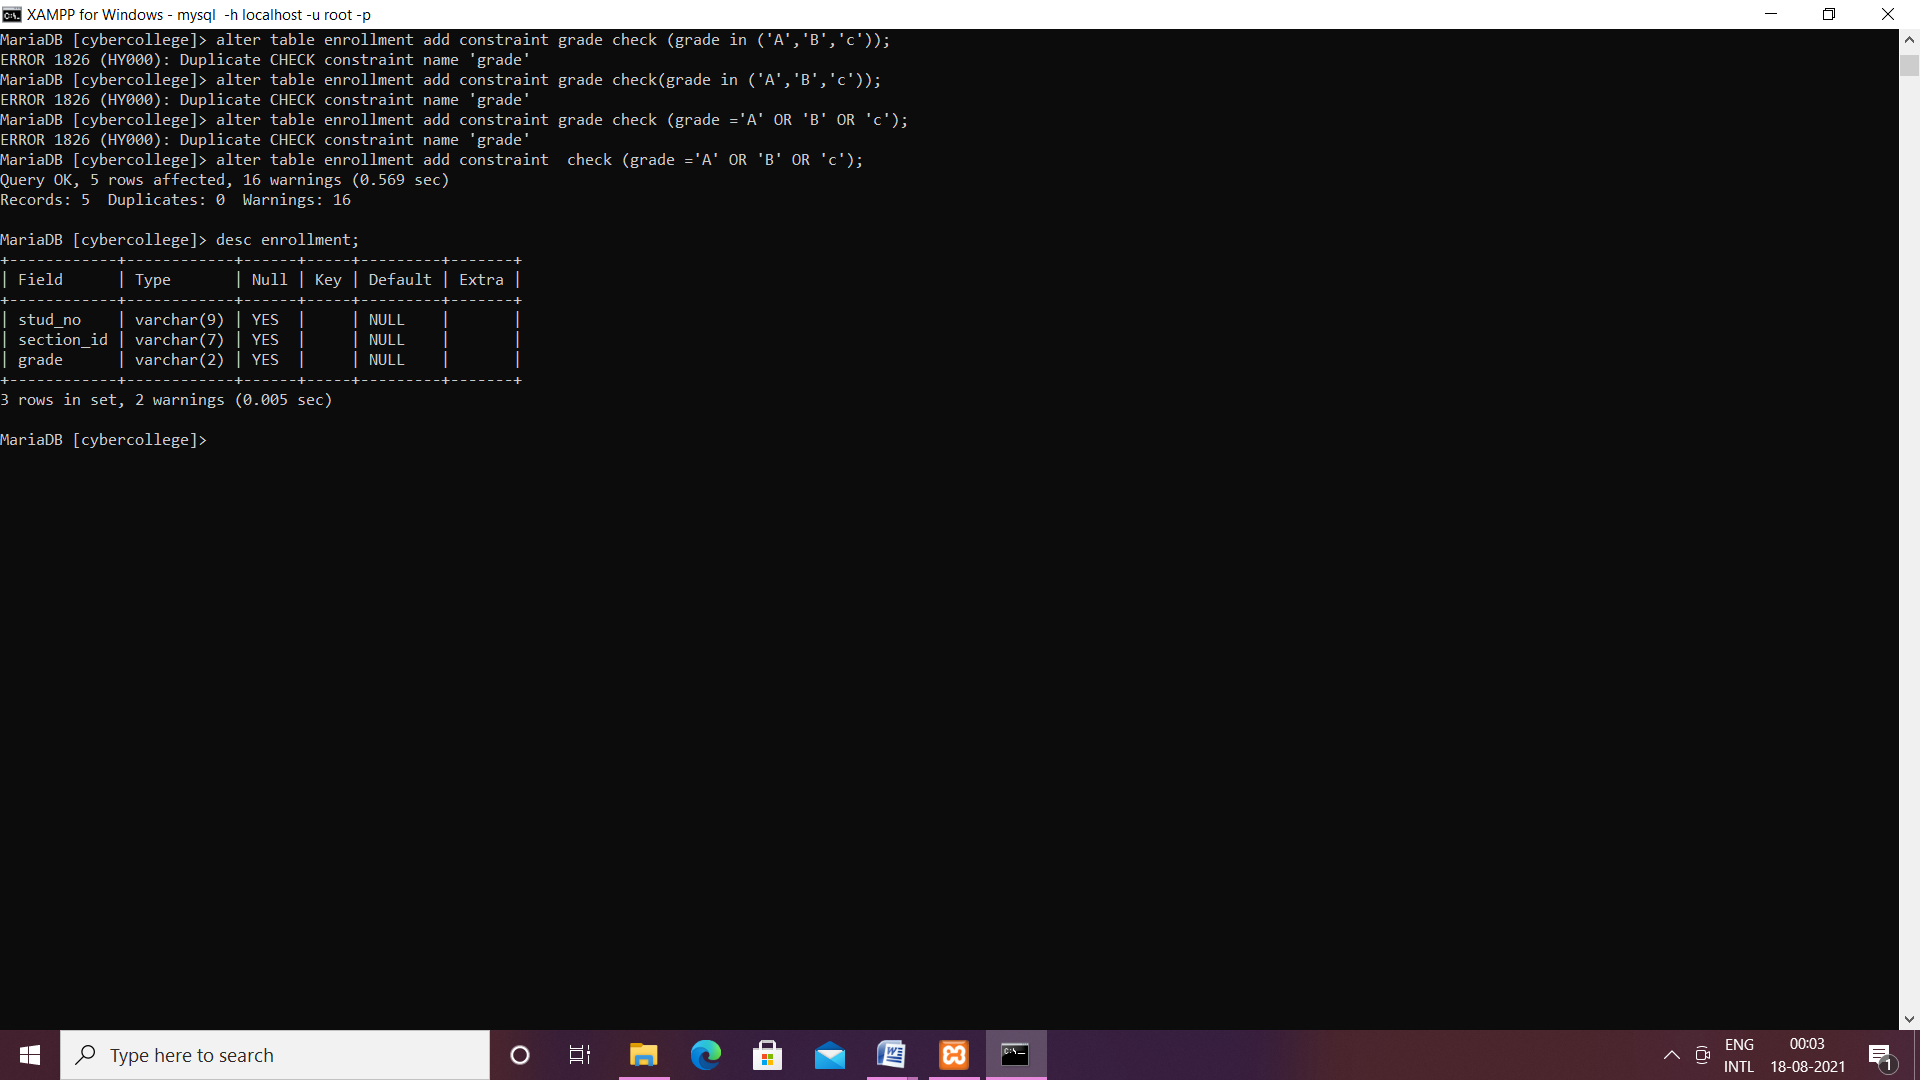 XAMPP for Windows - mysql  -h localhost -u root -p
MariaDB [cybercollege]> alter table enrollment add constraint grade check (grade in ('A','B','c'));
ERROR 1826 (HY000): Duplicate CHECK constraint name 'grade'
MariaDB [cybercollege]> alter table enrollment add constraint grade check(grade in ('A','B','c'));
ERROR 1826 (HY000): Duplicate CHECK constraint name 'grade'
MariaDB [cybercollege]> alter table enrollment add constraint grade check (grade ='A' OR 'B' OR 'c');
ERROR 1826 (HY000): Duplicate CHECK constraint name 'grade'
MariaDB [cybercollege]> alter table enrollment add constraint  check (grade ='A' OR 'B' OR 'c');
Query OK, 5 rows affected, 16 warnings (0.569 sec)
Records: 5  Duplicates: 0  Warnings: 16
MariaDB [cybercollege]> desc enrollment;
+------------+------------+------+-----+---------+-------+
| Field      | Type       | Null | Key | Default | Extra |
+------------+------------+------+-----+---------+-------+
| stud_no    | varchar(9) | YES  |     | NULL    |       |
| section_id | varchar(7) | YES  |     | NULL    |       |
| grade      | varchar(2) | YES  |     | NULL    |       |
+------------+------------+------+-----+---------+-------+
3 rows in set, 2 warnings (0.005 sec)
MariaDB [cybercollege]>
Type here to search
ENG
INTL
00:03
18-08-2021
1